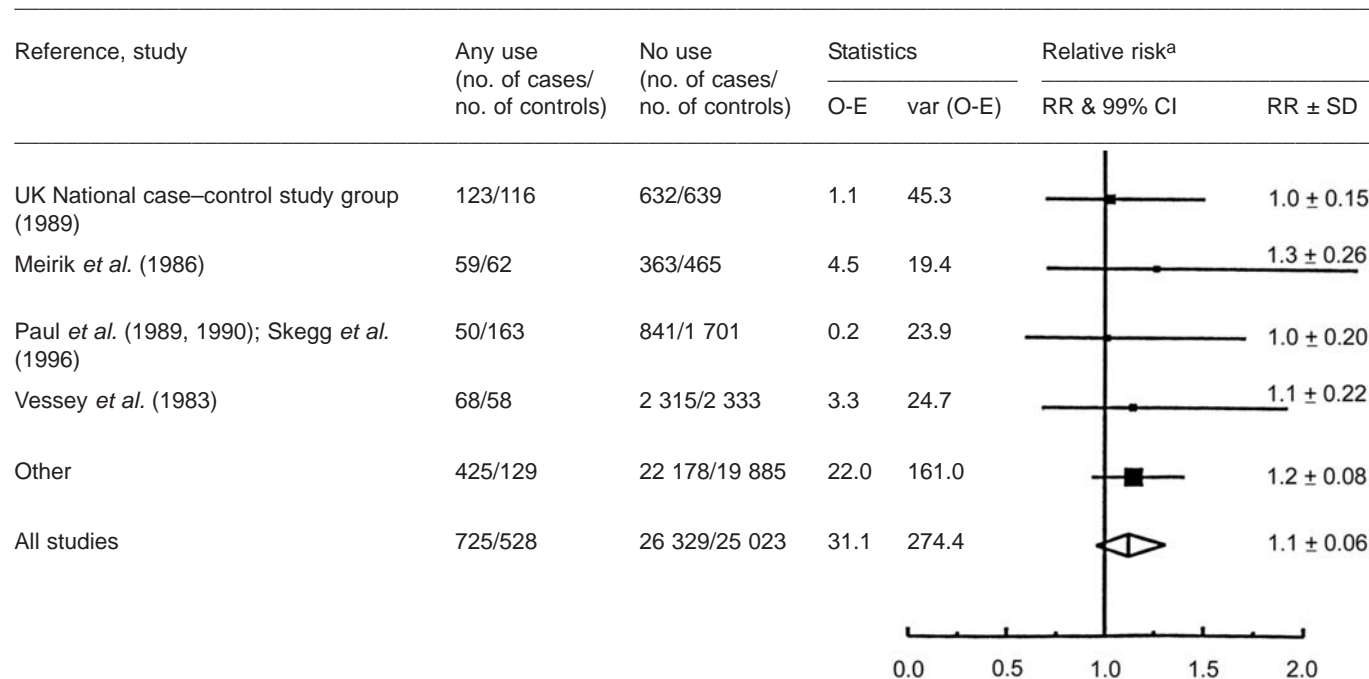 Reference, study Any use No use Statistics Relative riskᵃ
(no. of cases/ (no. of cases/
no. of controls) no. of controls) O-E var (O-E) RR & 99% CI RR ± SD
UK National case–control study group 123/116 632/639 1.1 45.3 1.0 ± 0.15
(1989)
Meirik et al. (1986) 59/62 363/465 4.5 19.4 1.3 ± 0.26
Paul et al. (1989, 1990); Skegg et al. 50/163 841/1 701 0.2 23.9 1.0 ± 0.20
(1996)
Vessey et al. (1983) 68/58 2 315/2 333 3.3 24.7 1.1 ± 0.22
Other 425/129 22 178/19 885 22.0 161.0 1.2 ± 0.08
All studies 725/528 26 329/25 023 31.1 274.4 1.1 ± 0.06
0.0 0.5 1.0 1.5 2.0